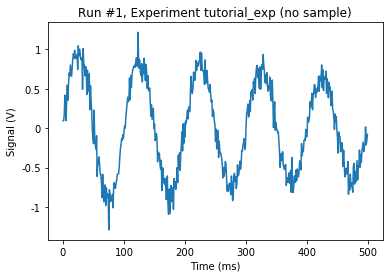 Run #1, Experiment tutorial_exp (no sample)
Signal (V)
1
0.5
0
-0.5
-1
0 100 200 300 400 500
Time (ms)